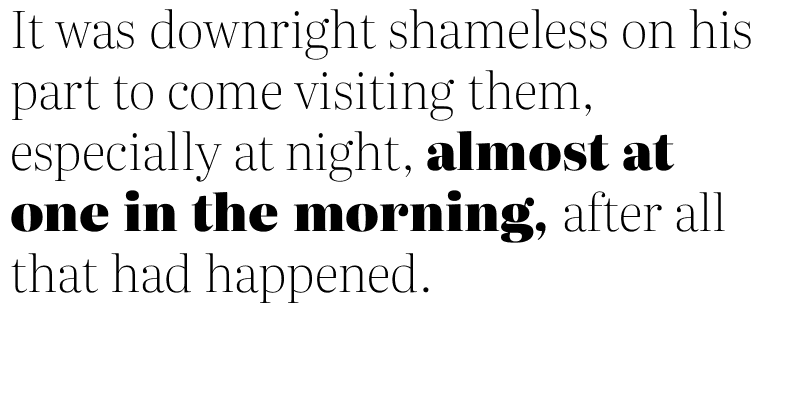 It was downright shameless on his
part to come visiting them,
especially at night, almost at
one in the morning, after all
that had happened.